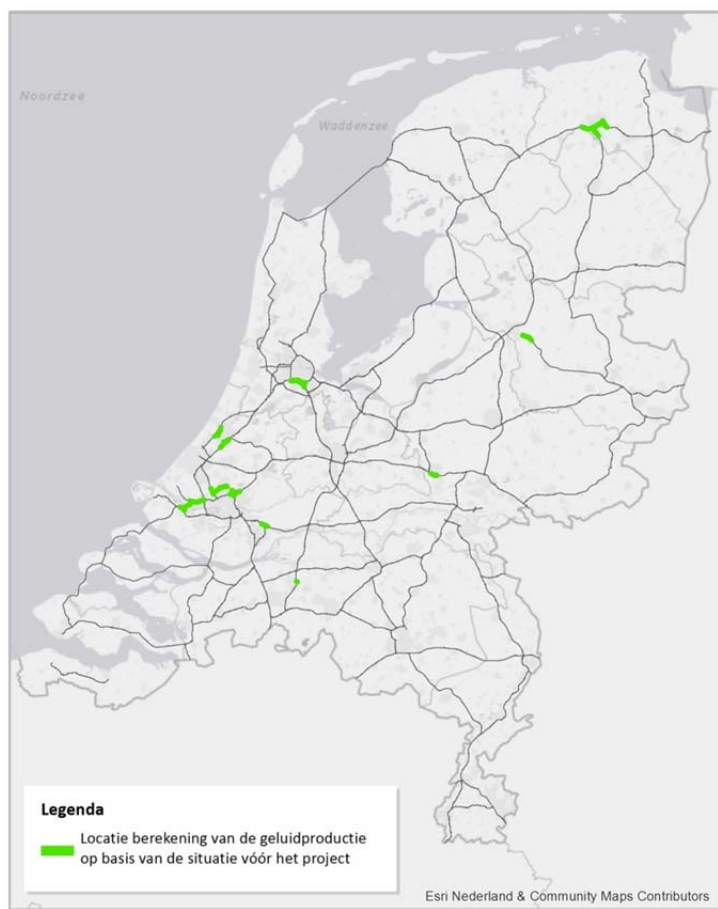 Noordzee
Waddenzee
Legenda
Locatie berekening van de geluidproductie
op basis van de situatie vóór het project
Esri Nederland & Community Maps Contributors